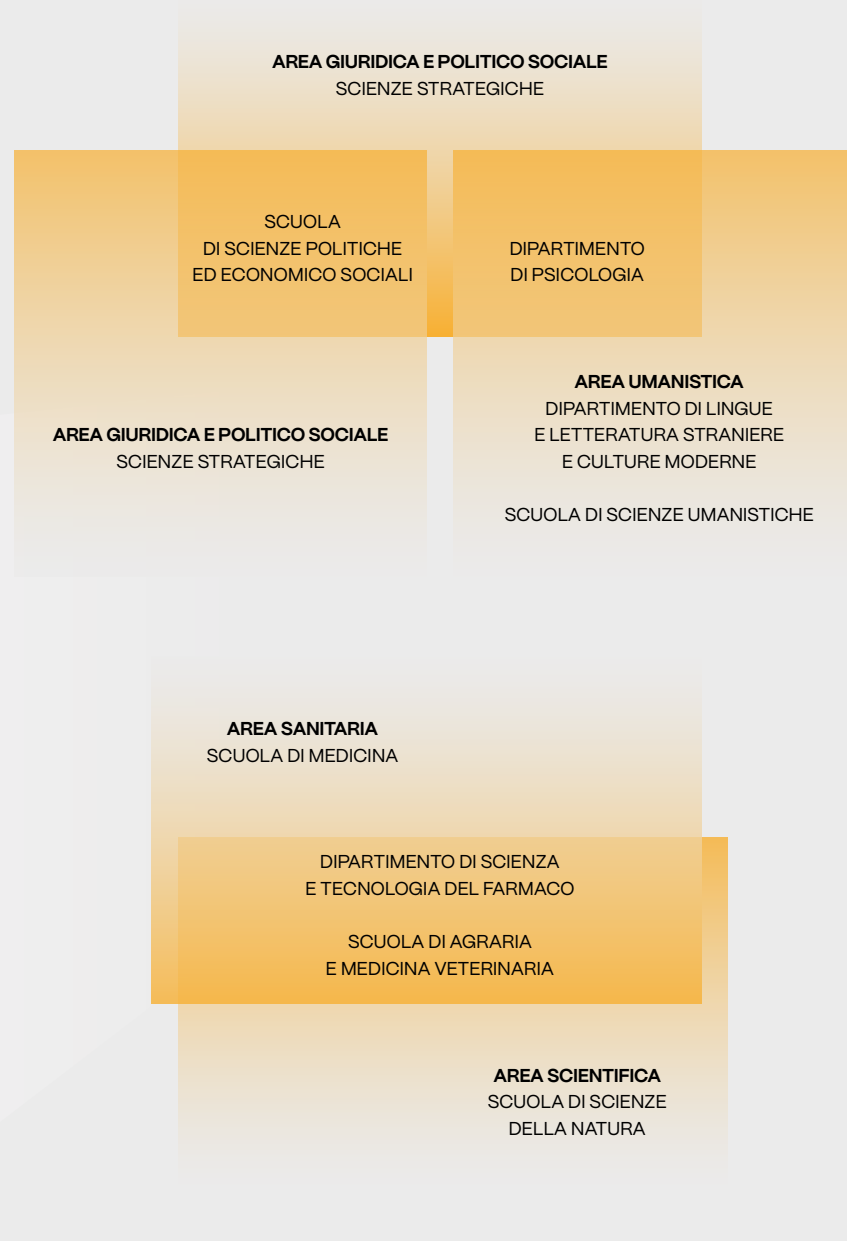 AREA GIURIDICA E POLITICO SOCIALE
SCIENZE STRATEGICHE
SCUOLA
DI SCIENZE POLITICHE
ED ECONOMICO SOCIALI
DIPARTIMENTO
DI PSICOLOGIA
AREA GIURIDICA E POLITICO SOCIALE
SCIENZE STRATEGICHE
AREA UMANISTICA
DIPARTIMENTO DI LINGUE
E LETTERATURA STRANIERE
E CULTURE MODERNE
SCUOLA DI SCIENZE UMANISTICHE
AREA SANITARIA
SCUOLA DI MEDICINA
DIPARTIMENTO DI SCIENZA
E TECNOLOGIA DEL FARMACO
SCUOLA DI AGRARIA
E MEDICINA VETERINARIA
AREA SCIENTIFICA
SCUOLA DI SCIENZE
DELLA NATURA